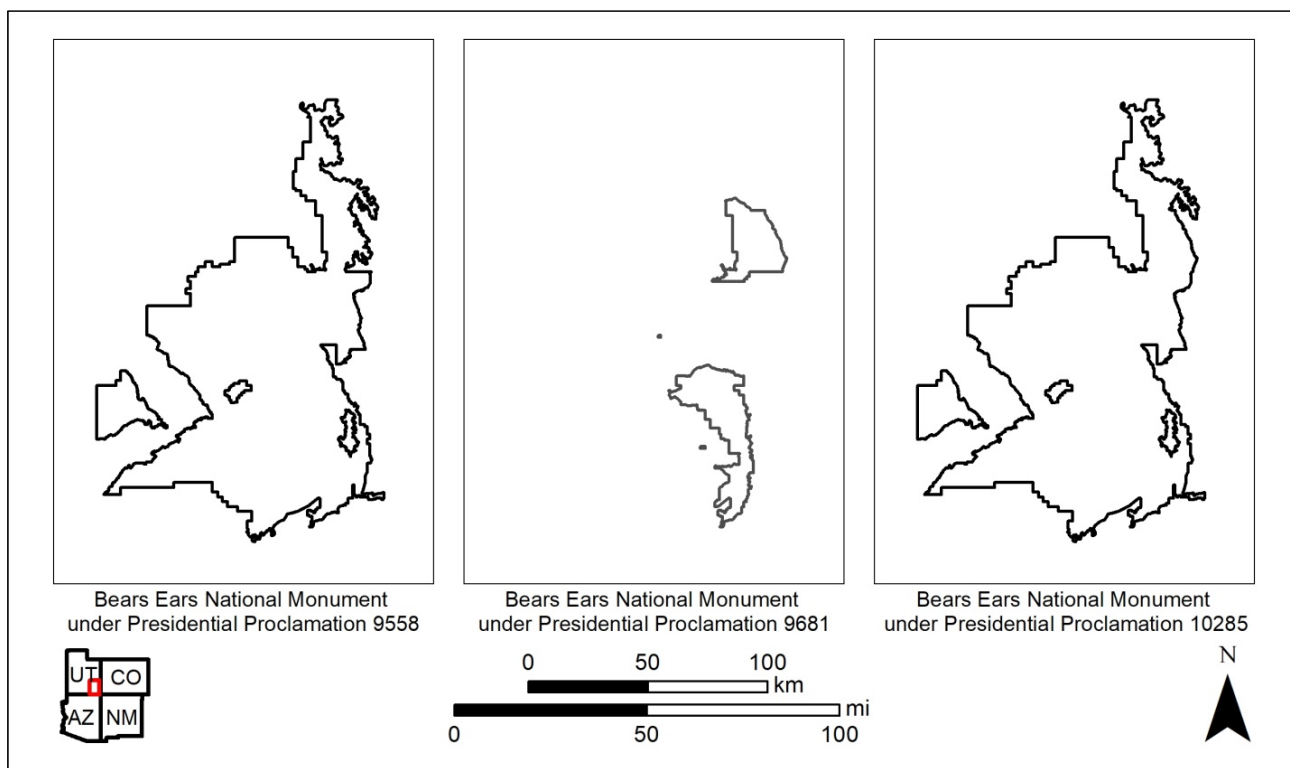 Bears Ears National Monument
under Presidential Proclamation 9558
Bears Ears National Monument
under Presidential Proclamation 9681
Bears Ears National Monument
under Presidential Proclamation 10285
UT CO
AZ NM
0 50 100
km
mi
0 50 100
N